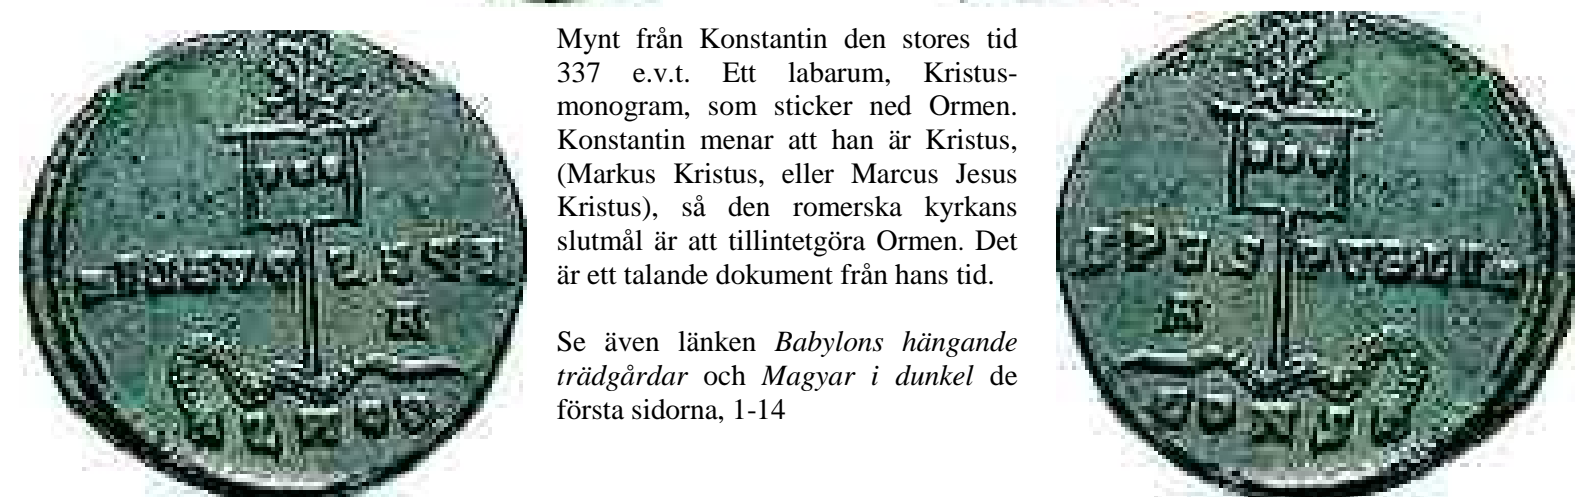 Mynt från Konstantin den stores tid
337 e.v.t. Ett labarum, Kristus-
monogram, som sticker ned Ormen.
Konstantin menar att han är Kristus,
(Markus Kristus, eller Marcus Jesus
Kristus), så den romerska kyrkans
slutmål är att tillintetgöra Ormen. Det
är ett talande dokument från hans tid.
Se även länken Babylons hängande
trädgårdar och Magyar i dunkel de
första sidorna, 1-14